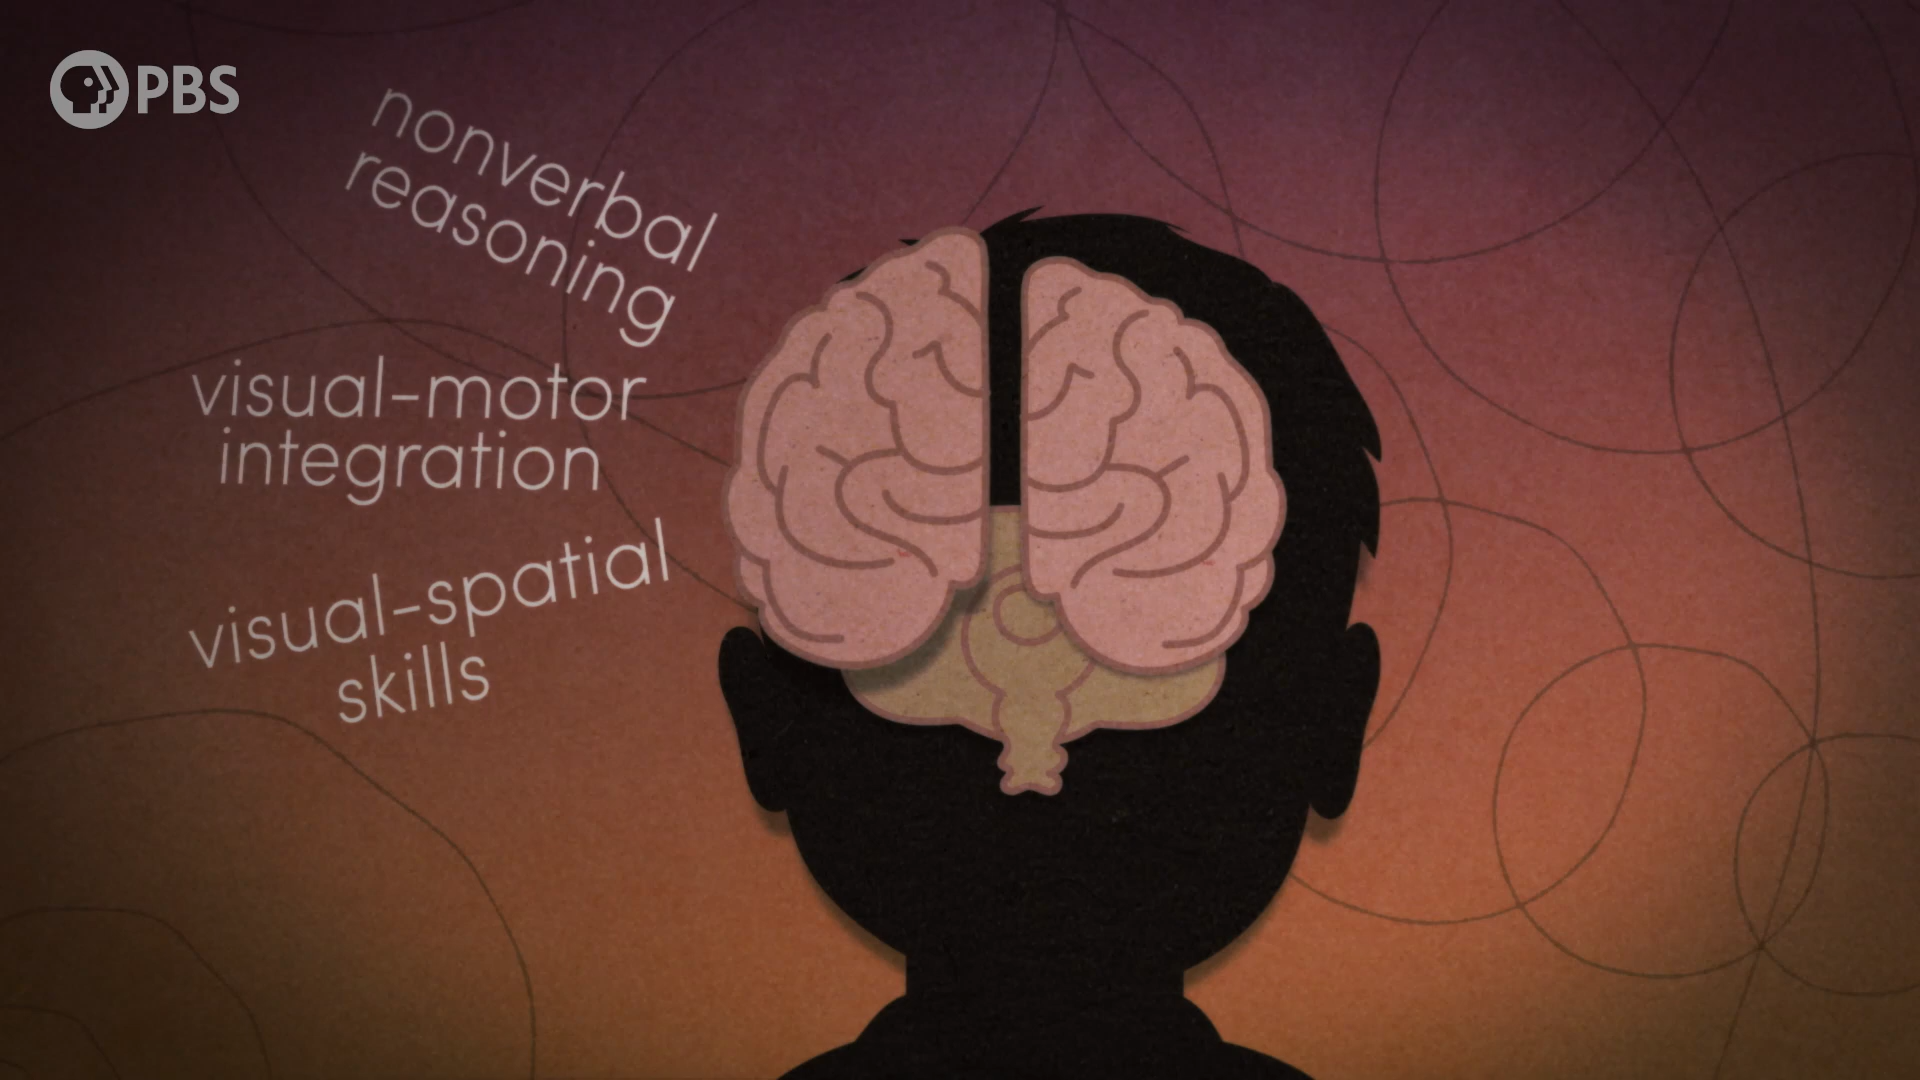 PBS
nonverbal
reasoning
visual-motor
integration
visual-spatial
skills